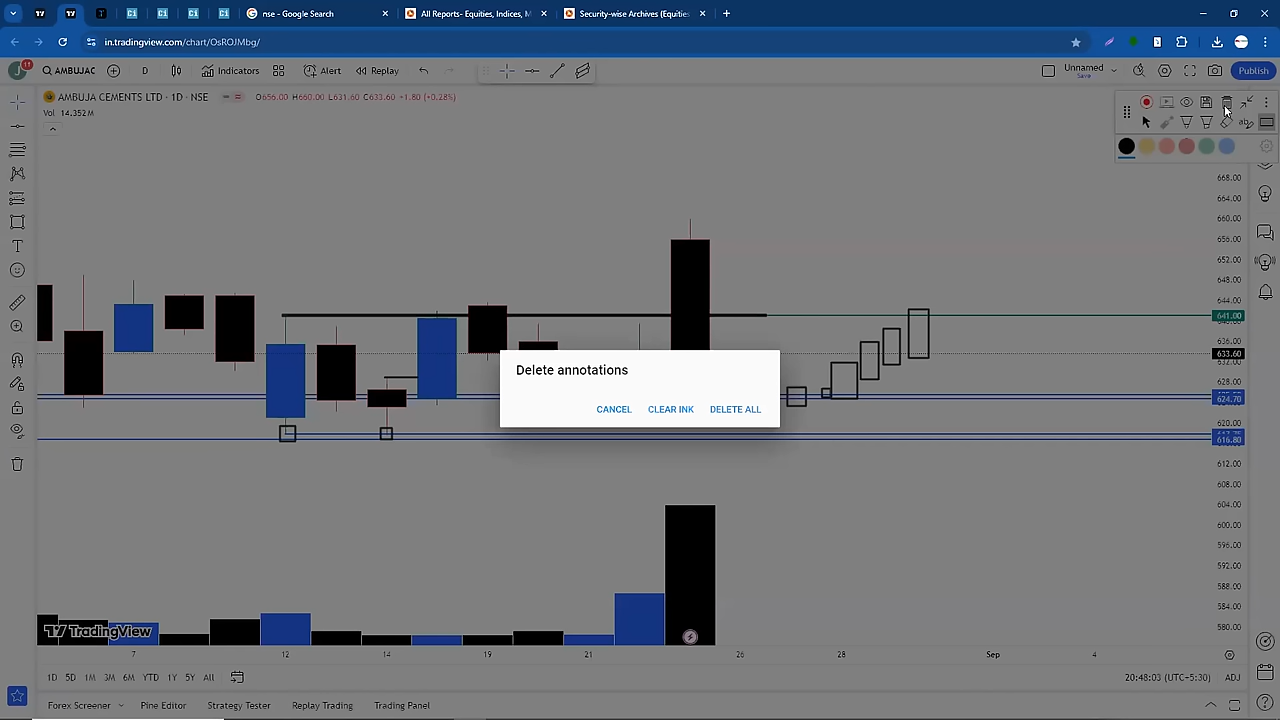 nse - Google Search
All Reports- Equities, Indices, M
Security-wise Archives (Equities
in.tradingview.com/chart/OsROJMbg/
J
11
AMBUJAC
D
Indicators
Alert
Replay
Unnamed
Save
Publish
AMBUJA CEMENTS LTD · 1D · NSE
O656.00 H660.00 L631.60 C633.60 +1.80 (+0.28%)
Vol 14.352M
668.00
664.00
660.00
656.00
652.00
648.00
644.00
641.00
636.00
633.60
628.00
624.70
620.00
616.80
612.00
608.00
604.00
600.00
596.00
592.00
588.00
584.00
580.00
Delete annotations
CANCEL
CLEAR INK
DELETE ALL
TradingView
7
12
14
19
21
26
28
Sep
4
1D 5D 1M 3M 6M YTD 1Y 5Y All
20:48:03 (UTC+5:30)
ADJ
Forex Screener
Pine Editor
Strategy Tester
Replay Trading
Trading Panel